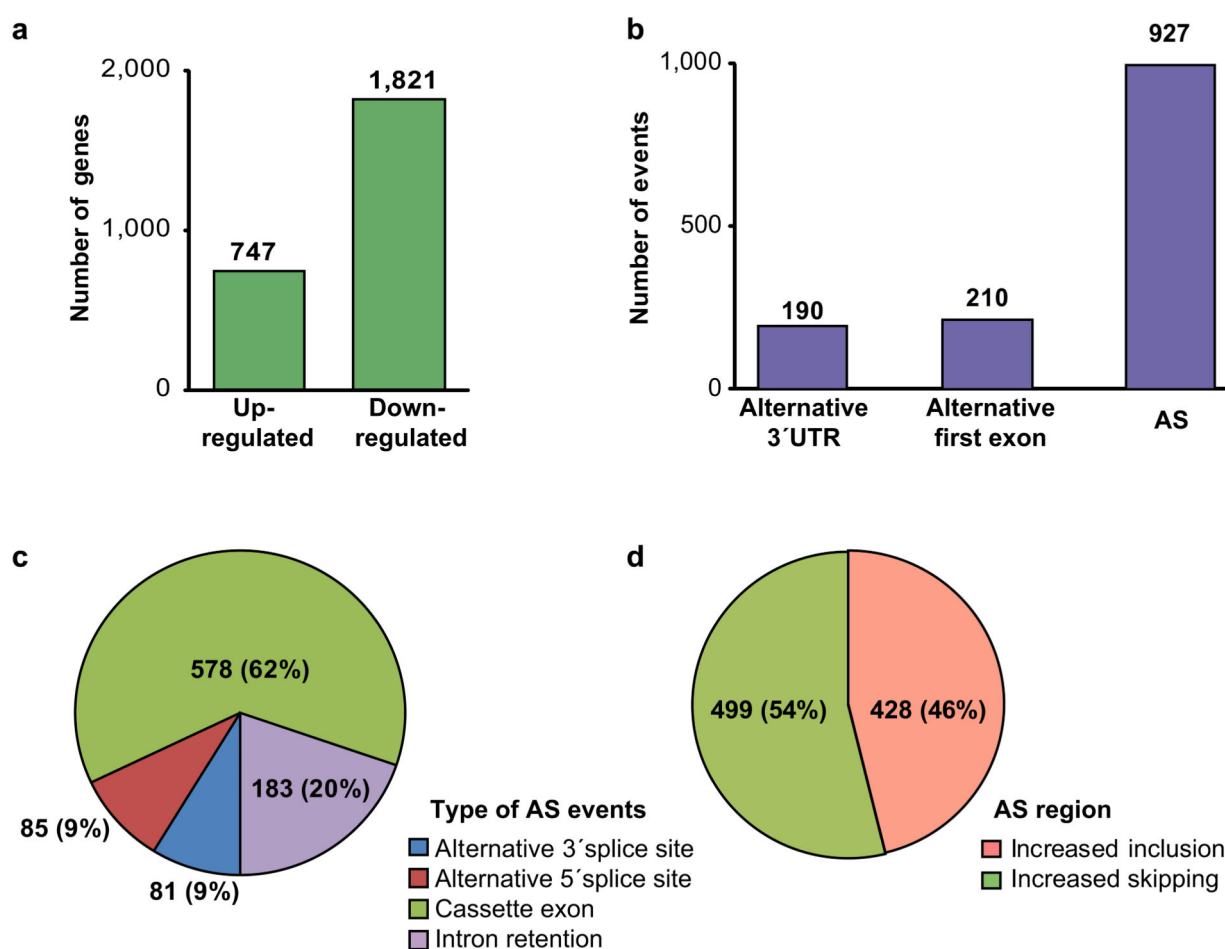 a
2,000
1,000
0
Number of genes
747
1,821
Up-
regulated
Down-
regulated
b
1,000
500
0
Number of events
190
210
927
Alternative
3´UTR
Alternative
first exon
AS
c
578 (62%)
183 (20%)
85 (9%)
81 (9%)
Type of AS events
Alternative 3´splice site
Alternative 5´splice site
Cassette exon
Intron retention
d
499 (54%)
428 (46%)
AS region
Increased inclusion
Increased skipping